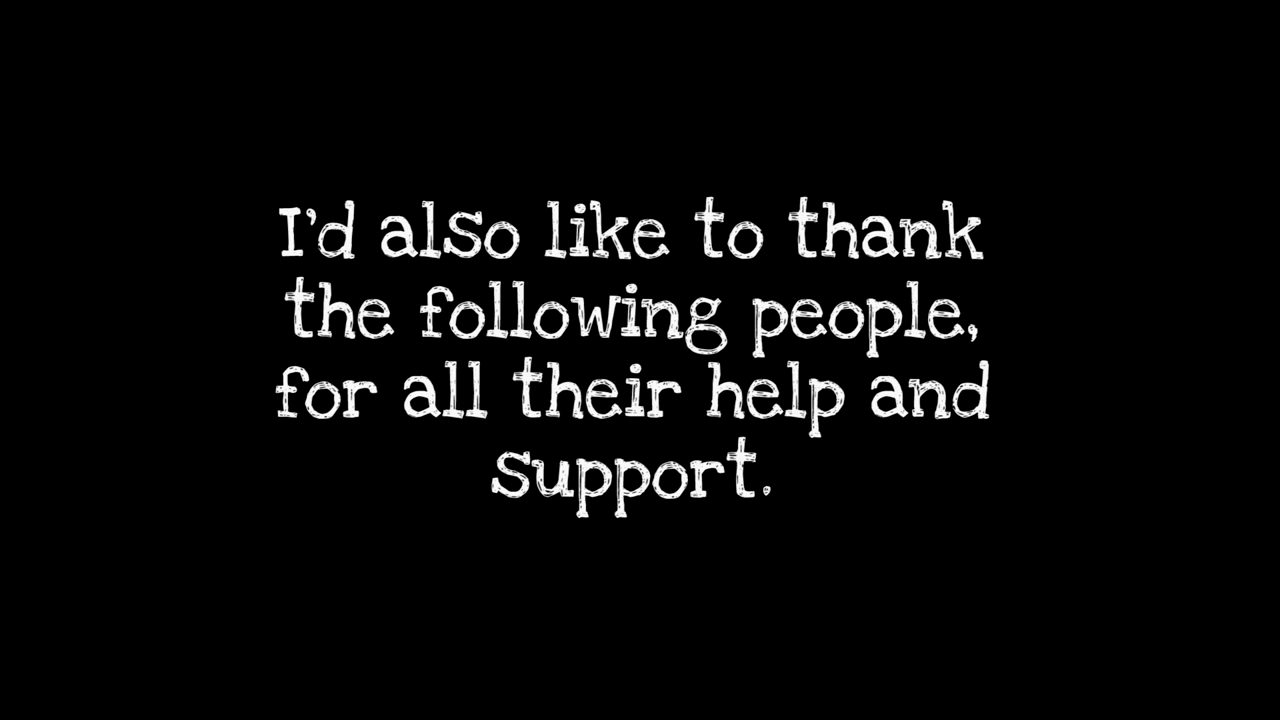 I'd also like to thank
the following people,
for all their help and
support.